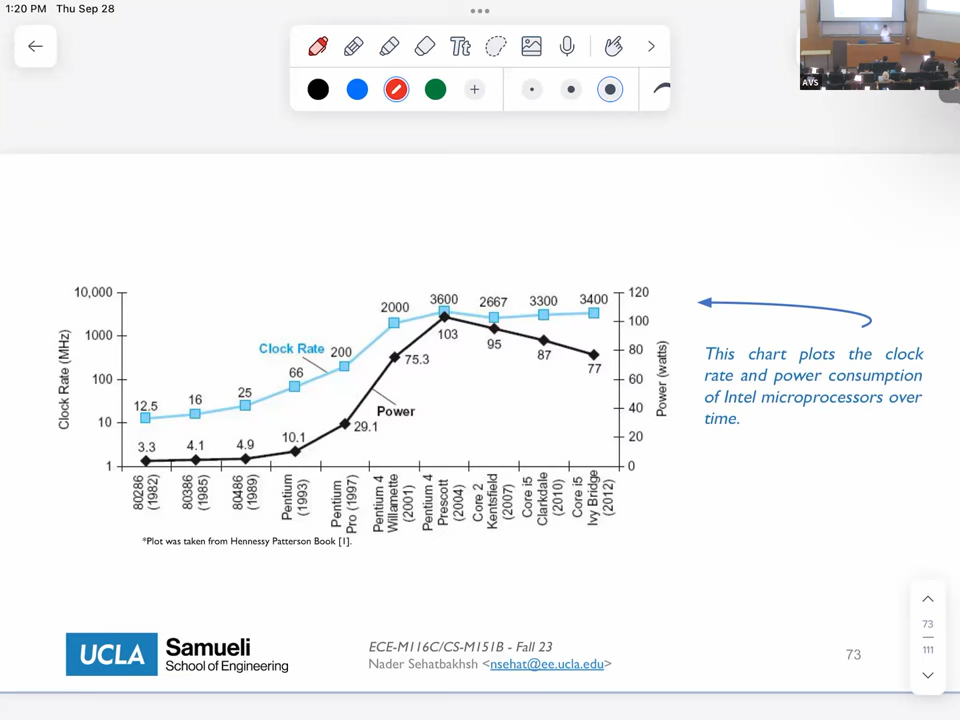 1:20 PM Thu Sep 28
Tt
AVS
10,000
1000
100
10
1
Clock Rate (MHz)
12.5
16
25
66
200
2000
3600
2667
3300
3400
Clock Rate
3.3
4.1
4.9
10.1
29.1
75.3
103
95
87
77
Power
120
100
80
60
40
20
0
Power (watts)
80286
(1982)
80386
(1985)
80486
(1989)
Pentium
(1993)
Pentium
Pro (1997)
Pentium 4
Willamette
(2001)
Pentium 4
Prescott
(2004)
Core 2
Kentsfield
(2007)
Core i5
Clarkdale
(2010)
Core i5
Ivy Bridge
(2012)
This chart plots the clock
rate and power consumption
of Intel microprocessors over
time.
*Plot was taken from Hennessy Patterson Book [1].
UCLA
Samueli
School of Engineering
ECE-M116C/CS-M151B - Fall 23
Nader Sehatbakhsh <nsehat@ee.ucla.edu>
73
73
111